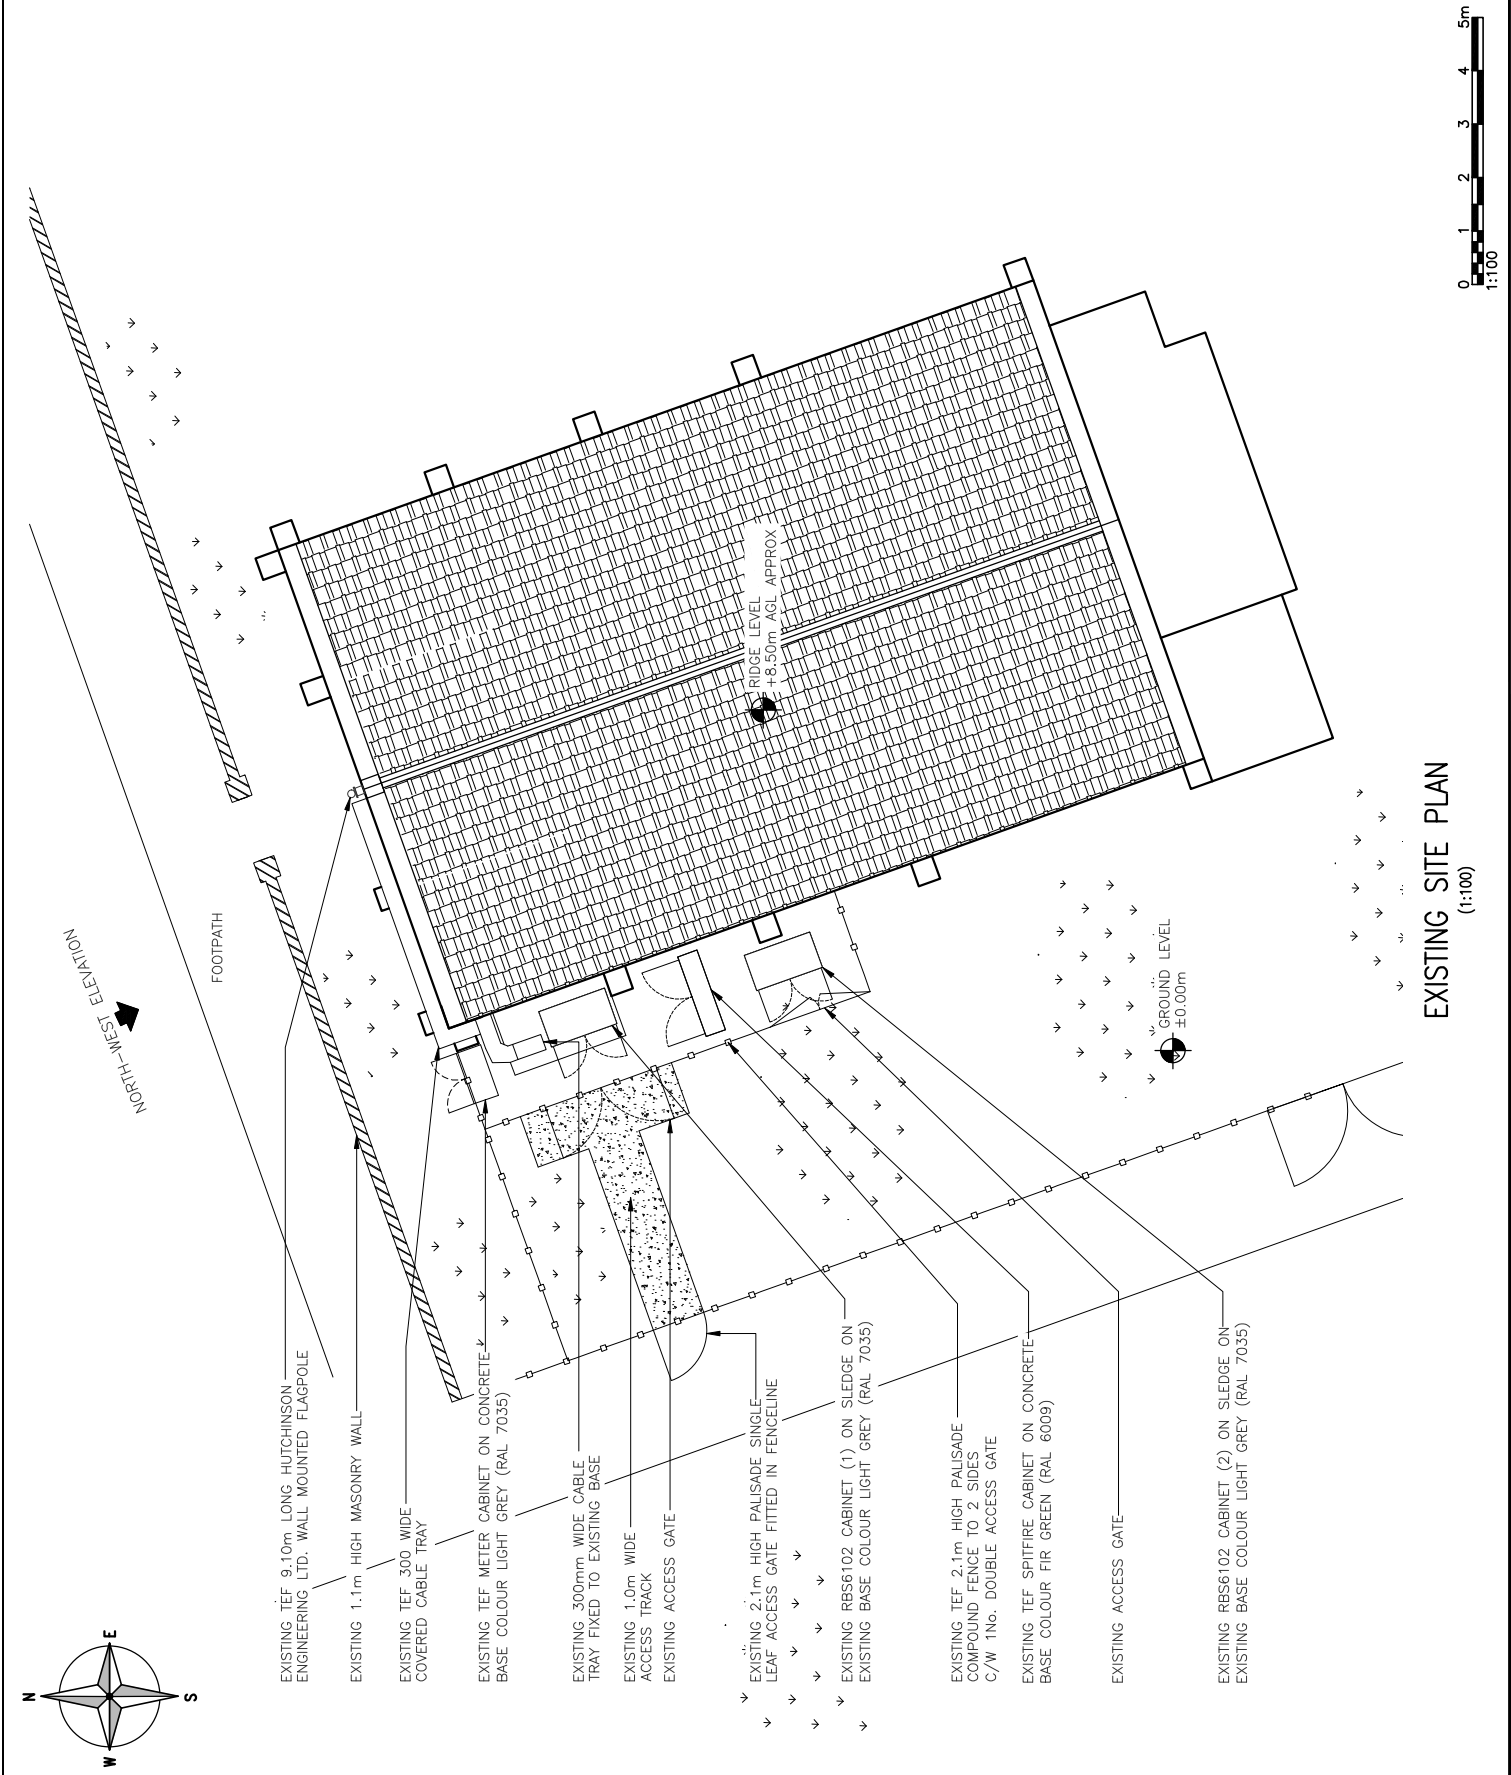 N
E
S
W
NORTH-WEST ELEVATION
FOOTPATH
EXISTING TEF 9.10m LONG HUTCHINSON
ENGINEERING LTD. WALL MOUNTED FLAGPOLE
EXISTING 1.1m HIGH MASONRY WALL
EXISTING TEF 300 WIDE
COVERED CABLE TRAY
EXISTING TEF METER CABINET ON CONCRETE
BASE COLOUR LIGHT GREY (RAL 7035)
EXISTING 300mm WIDE CABLE
TRAY FIXED TO EXISTING BASE
EXISTING 1.0m WIDE
ACCESS TRACK
EXISTING ACCESS GATE
EXISTING 2.1m HIGH PALISADE SINGLE
LEAF ACCESS GATE FITTED IN FENCELINE
EXISTING RBS6102 CABINET (1) ON SLEDGE ON
EXISTING BASE COLOUR LIGHT GREY (RAL 7035)
EXISTING TEF 2.1m HIGH PALISADE
COMPOUND FENCE TO 2 SIDES
C/W 1No. DOUBLE ACCESS GATE
EXISTING TEF SPITFIRE CABINET ON CONCRETE
BASE COLOUR FIR GREEN (RAL 6009)
EXISTING ACCESS GATE
EXISTING RBS6102 CABINET (2) ON SLEDGE ON
EXISTING BASE COLOUR LIGHT GREY (RAL 7035)
RIDGE LEVEL
+8.50m AGL APPROX
GROUND LEVEL
±0.00m
EXISTING SITE PLAN
(1:100)
0 1 2 3 4 5m
1:100